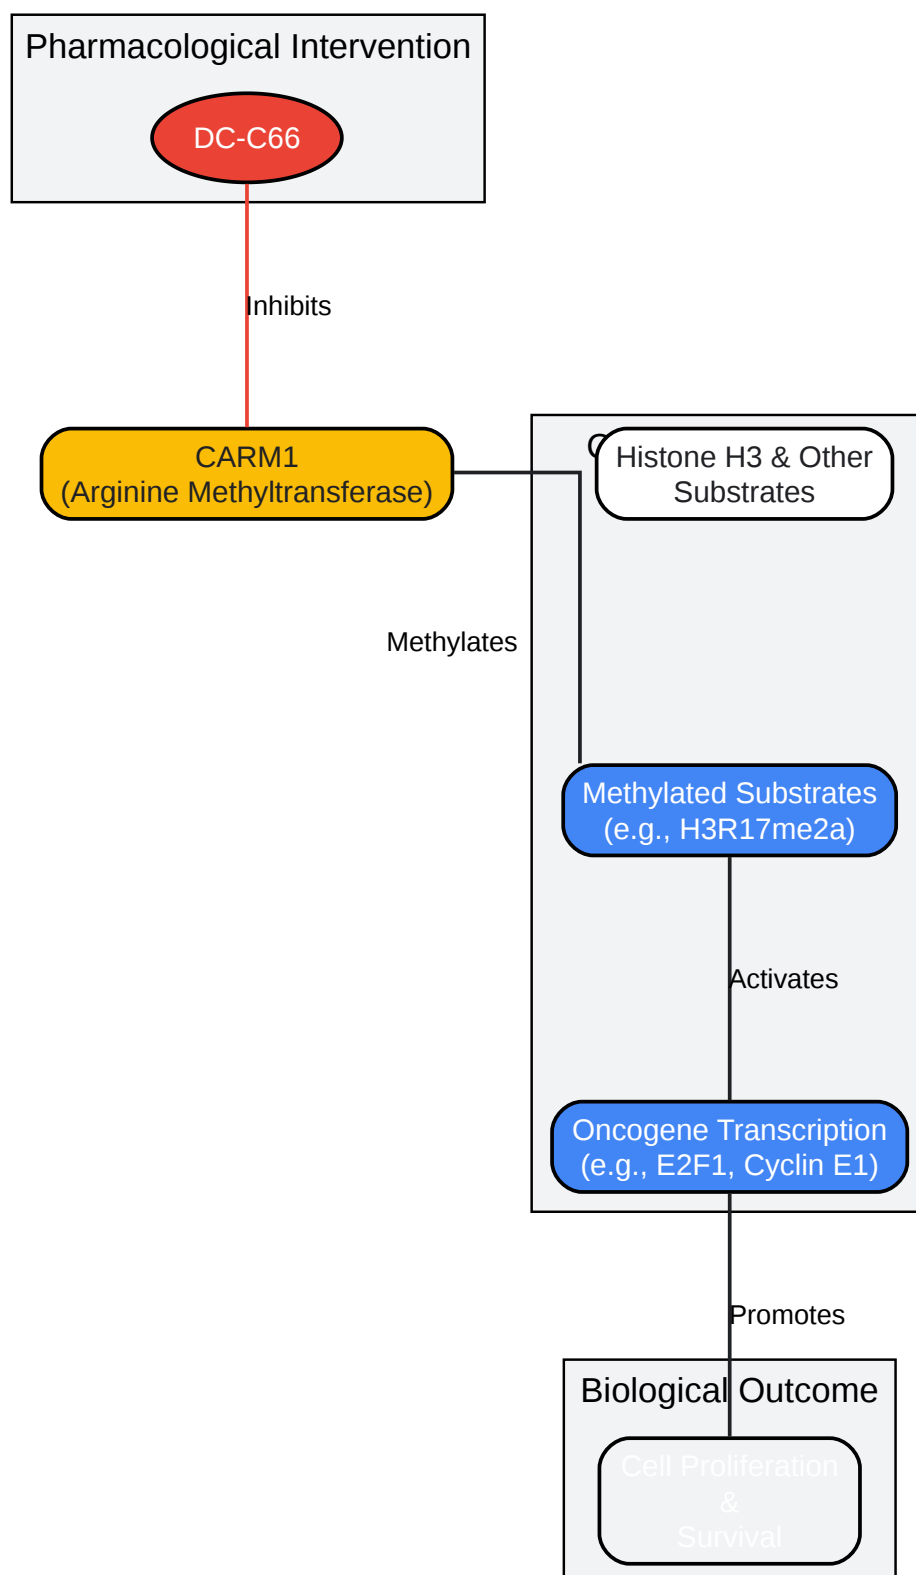 Pharmacological Intervention
DC-C66
Inhibits
CARM1
(Arginine Methyltransferase)
Histone H3 & Other
Substrates
Methylates
Methylated Substrates
(e.g., H3R17me2a)
Activates
Oncogene Transcription
(e.g., E2F1, Cyclin E1)
Promotes
Biological Outcome
Cell Proliferation
&
Survival